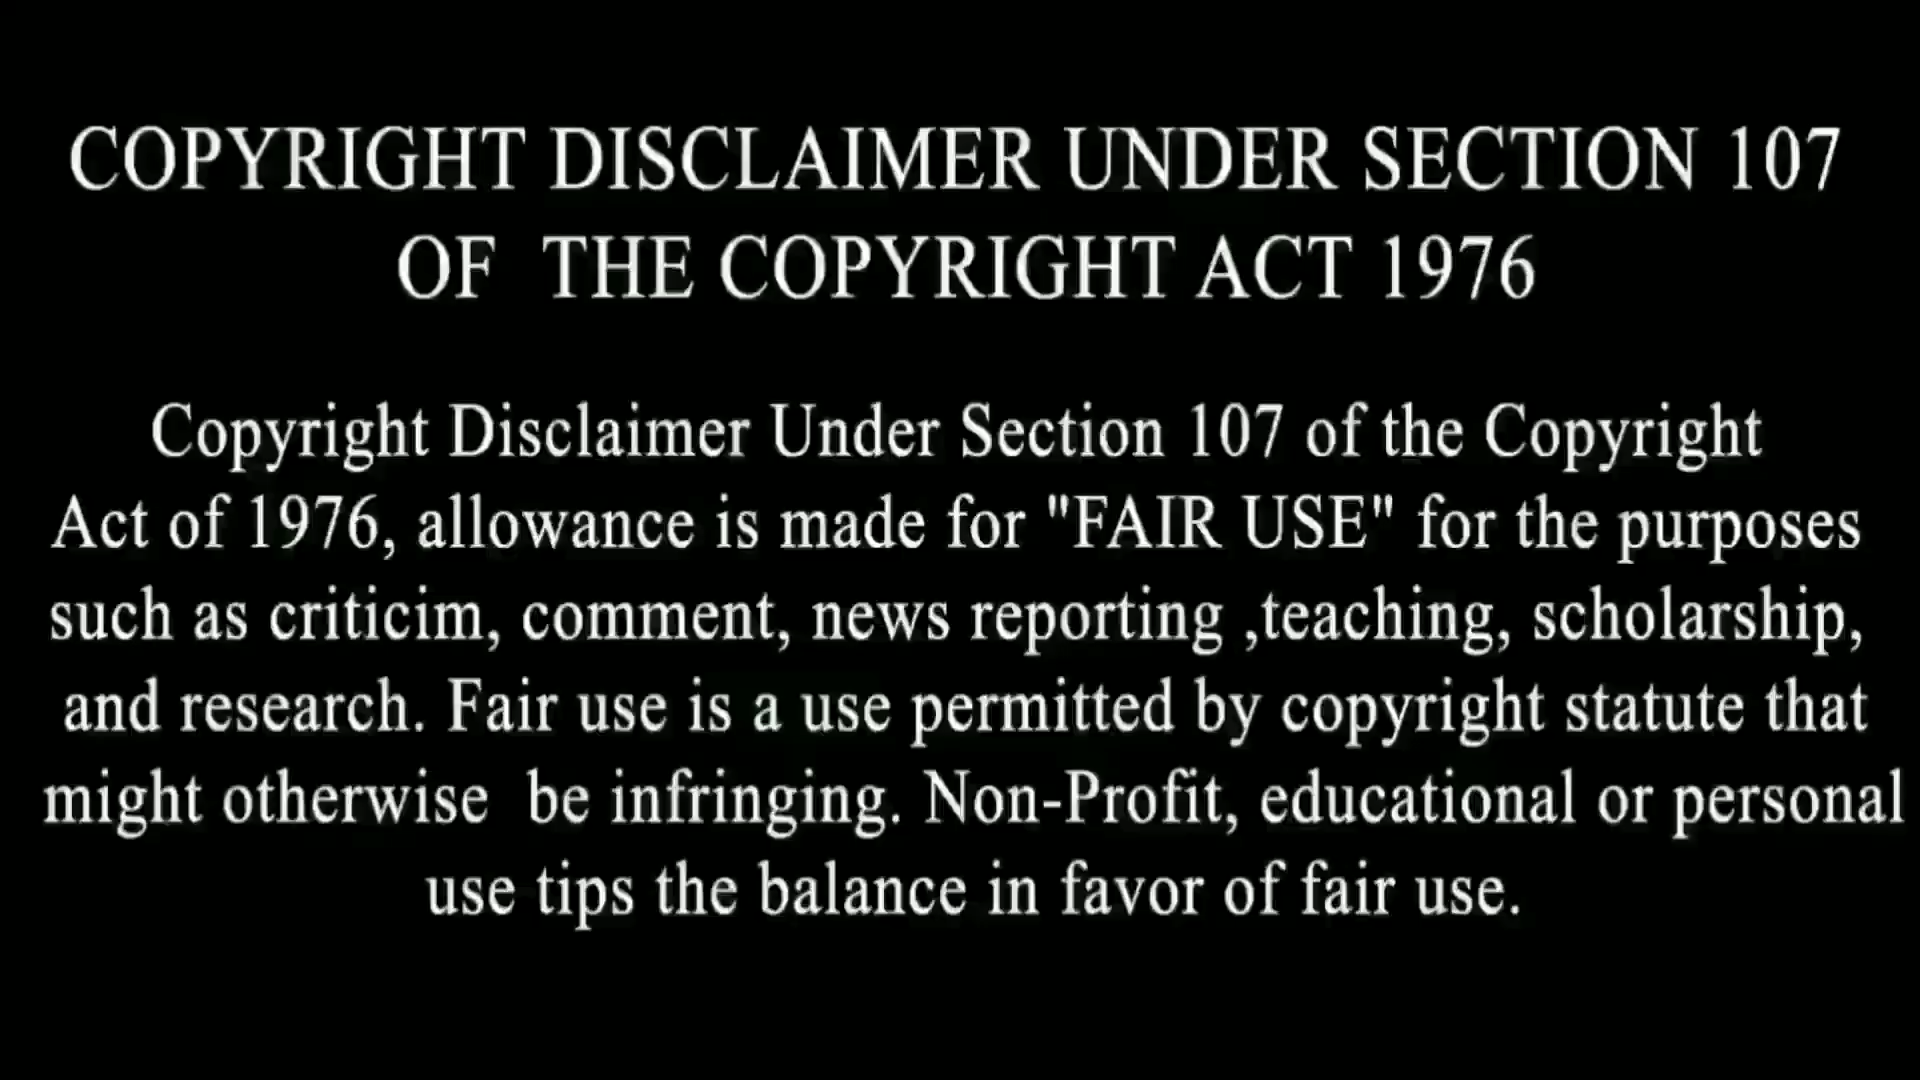 COPYRIGHT DISCLAIMER UNDER SECTION 107
OF THE COPYRIGHT ACT 1976
Copyright Disclaimer Under Section 107 of the Copyright
Act of 1976, allowance is made for "FAIR USE" for the purposes
such as criticim, comment, news reporting ,teaching, scholarship,
and research. Fair use is a use permitted by copyright statute that
might otherwise be infringing. Non-Profit, educational or personal
use tips the balance in favor of fair use.